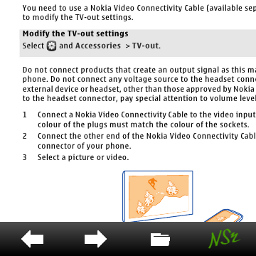 You need to use a Nokia Video Connectivity Cable (available sep
to modify the TV-out settings.
Modify the TV-out settings
Select and Accessories > TV-out.
Do not connect products that create an output signal as this ma
phone. Do not connect any voltage source to the headset conne
external device or headset, other than those approved by Nokia
to the headset connector, pay special attention to volume level
1 Connect a Nokia Video Connectivity Cable to the video input
colour of the plugs must match the colour of the sockets.
2 Connect the other end of the Nokia Video Connectivity Cabl
connector of your phone.
3 Select a picture or video.